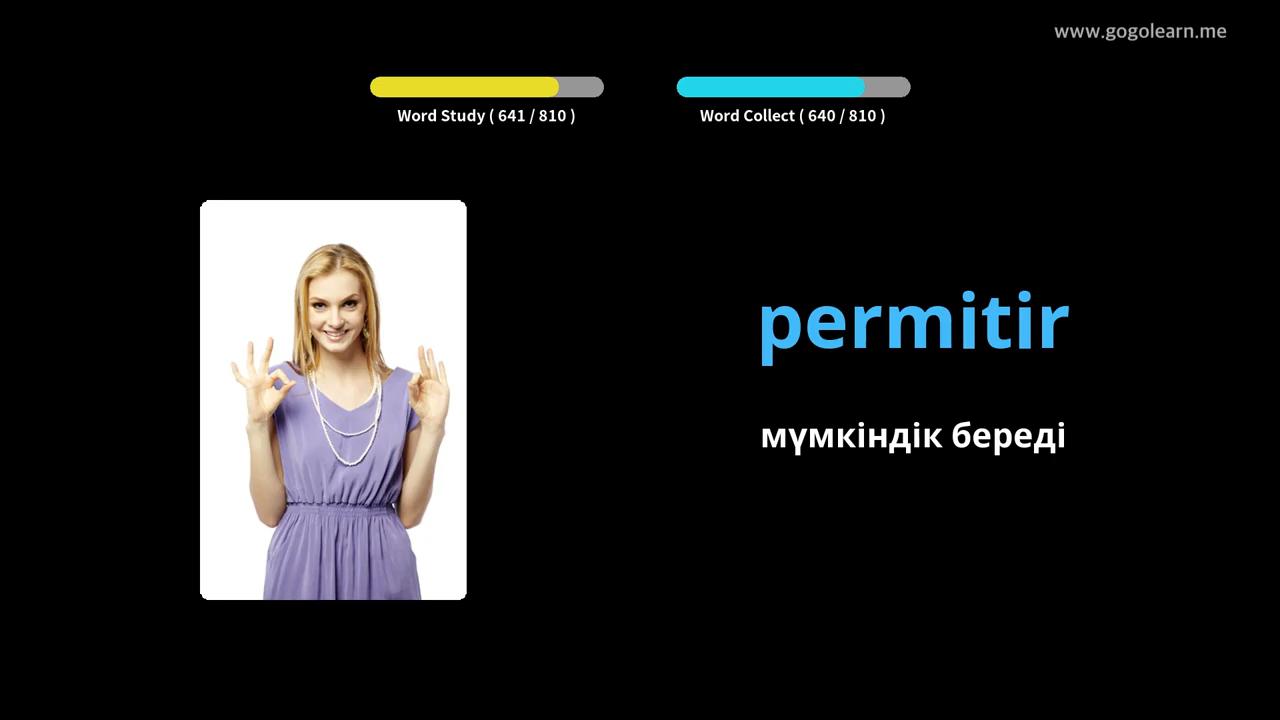 www.gogolearn.me
Word Study ( 641 / 810 )
Word Collect ( 640 / 810 )
permitir
мүмкіндік береді